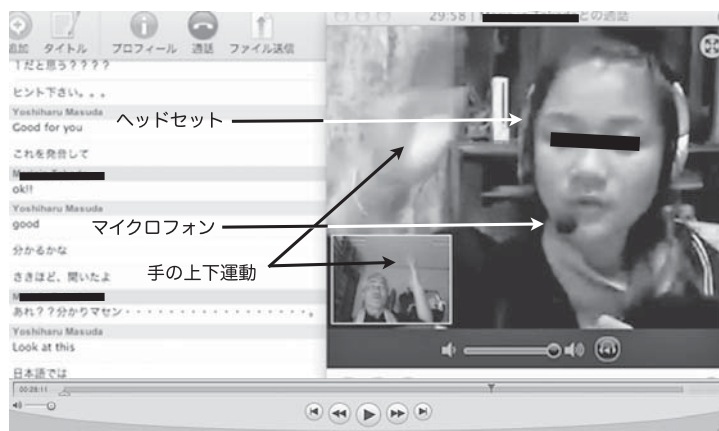 29:58
どの通話
追加 タイトル プロフィール 通話 ファイル送信
1だと思う????
ヒント下さい。。。
Yoshiharu Masuda
Good for you
ヘッドセット
これを発音して
ok!!
Yoshiharu Masuda
good
マイクロフォン
分かるかな
さきほど、聞いたよ
手の上下運動
あれ??分かりマセン・・・・・・・・・・・・・・・・・。
Yoshiharu Masuda
Look at this
日本語では
00:28:11